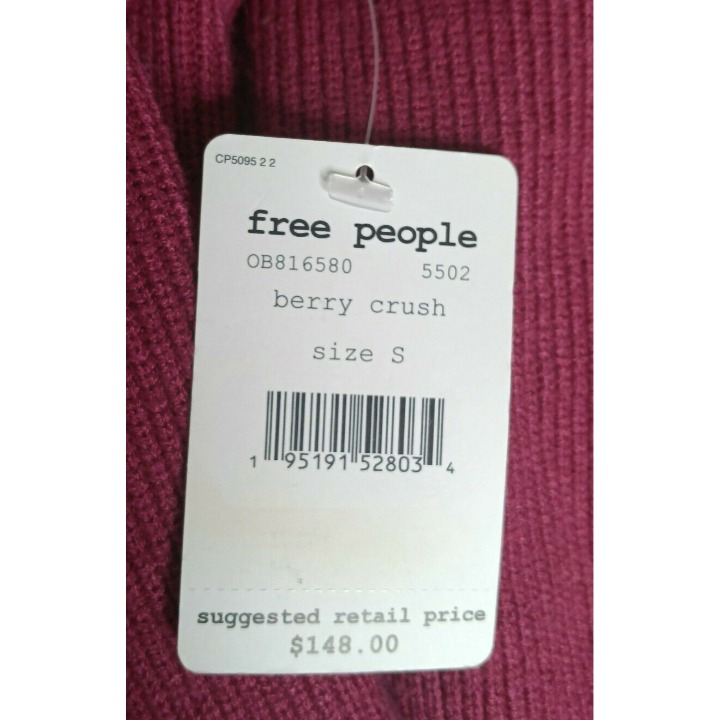 CP5095 2 2
free people
OB816580 5502
berry crush
size S
1 95191 52803 4
suggested retail price
$148.00